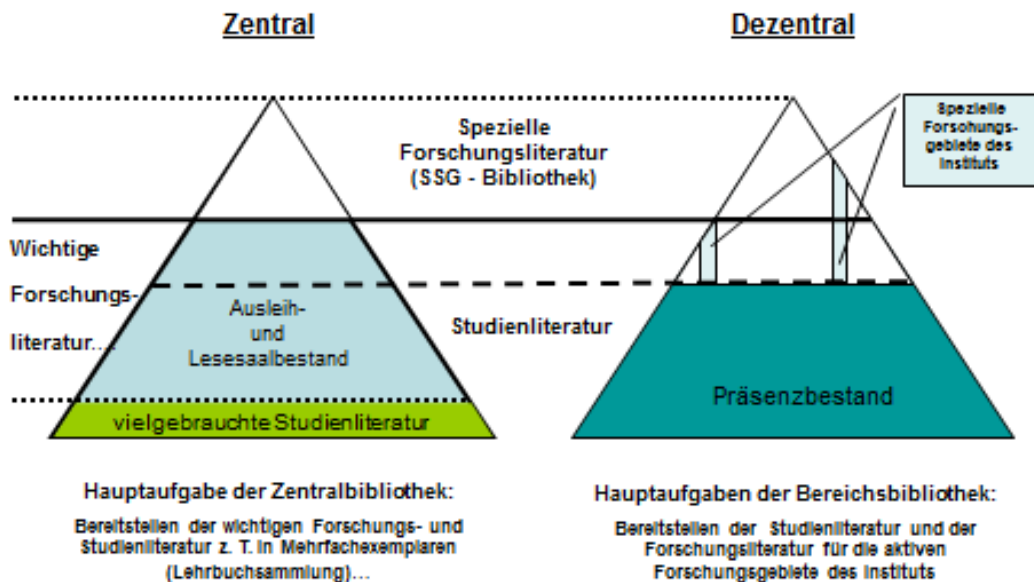 Zentral
Dezentral
Spezielle
Forschungsliteratur
(SSG - Bibliothek)
Spezielle
Forschungs-
gebiete des
Instituts
Wichtige
Forschungs-
literatur....
Ausleih-
und
Lesesaalbestand
Studienliteratur
Präsenzbestand
vielgebrauchte Studienliteratur
Hauptaufgabe der Zentralbibliothek:
Bereitstellen der wichtigen Forschungs- und
Studienliteratur z. T. in Mehrfachexemplaren
(Lehrbuchsammlung)...
Hauptaufgaben der Bereichsbibliothek:
Bereitstellen der Studienliteratur und der
Forschungsliteratur für die aktiven
Forschungsgebiete des Instituts